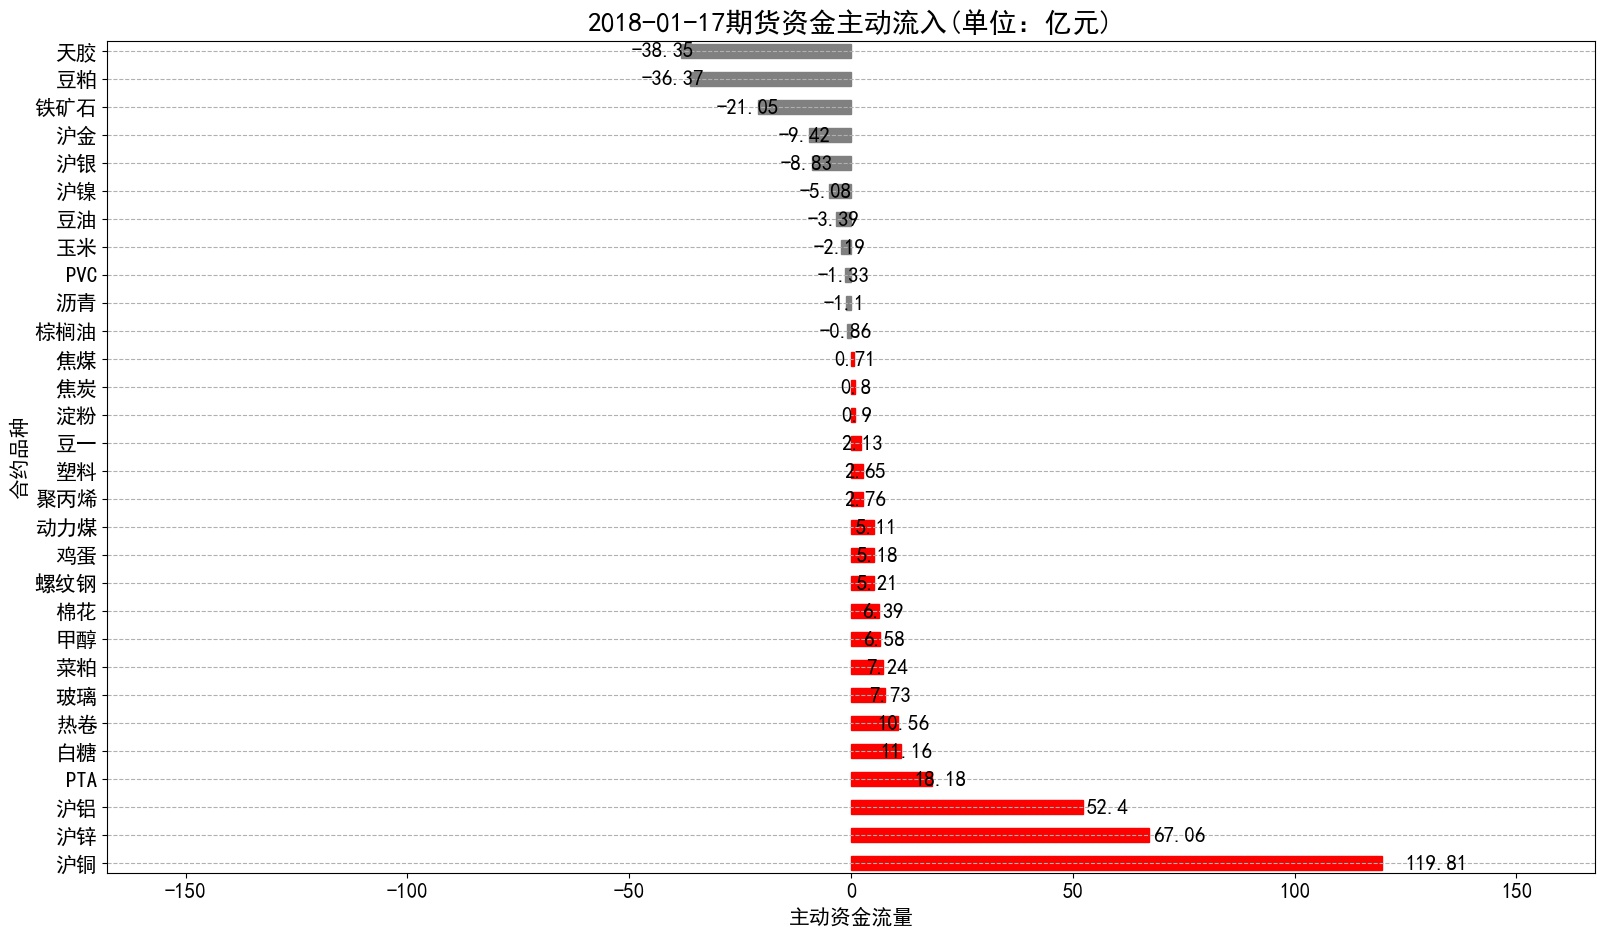 2018-01-17期货资金主动流入(单位：亿元)
合约品种
天胶 -38.35
豆粕 -36.37
铁矿石 -21.05
沪金 -9.42
沪银 -8.83
沪镍 -5.08
豆油 -3.39
玉米 -2.19
PVC -1.33
沥青 -1.1
棕榈油 -0.86
焦煤 0.71
焦炭 0.8
淀粉 0.9
豆一 2.13
塑料 2.65
聚丙烯 2.76
动力煤 5.11
鸡蛋 5.18
螺纹钢 5.21
棉花 6.39
甲醇 6.58
菜粕 7.24
玻璃 7.73
热卷 10.56
白糖 11.16
PTA 18.18
沪铝 52.4
沪锌 67.06
沪铜 119.81
-150 -100 -50 0 50 100 150
主动资金流量